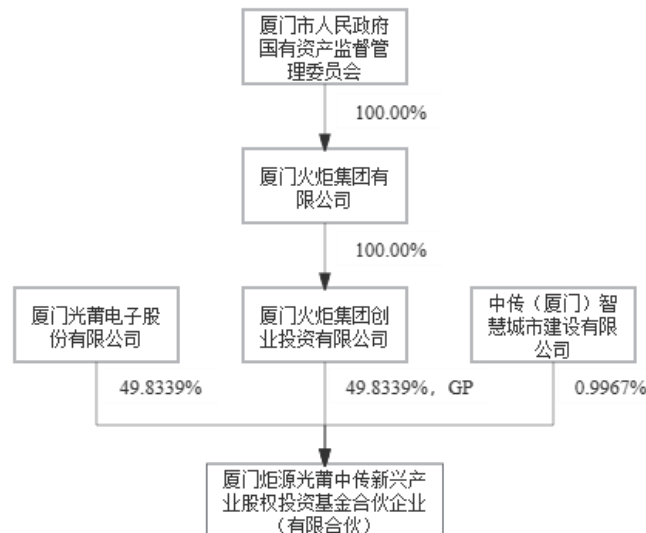 厦门市人民政府
国有资产监督管
理委员会
100.00%
厦门火炬集团有
限公司
100.00%
厦门光莆电子股
份有限公司
厦门火炬集团创
业投资有限公司
中传（厦门）智
慧城市建设有限
公司
49.8339%
49.8339%, GP
0.9967%
厦门炬源光莆中传新兴产
业股权投资基金合伙企业
（有限合伙）